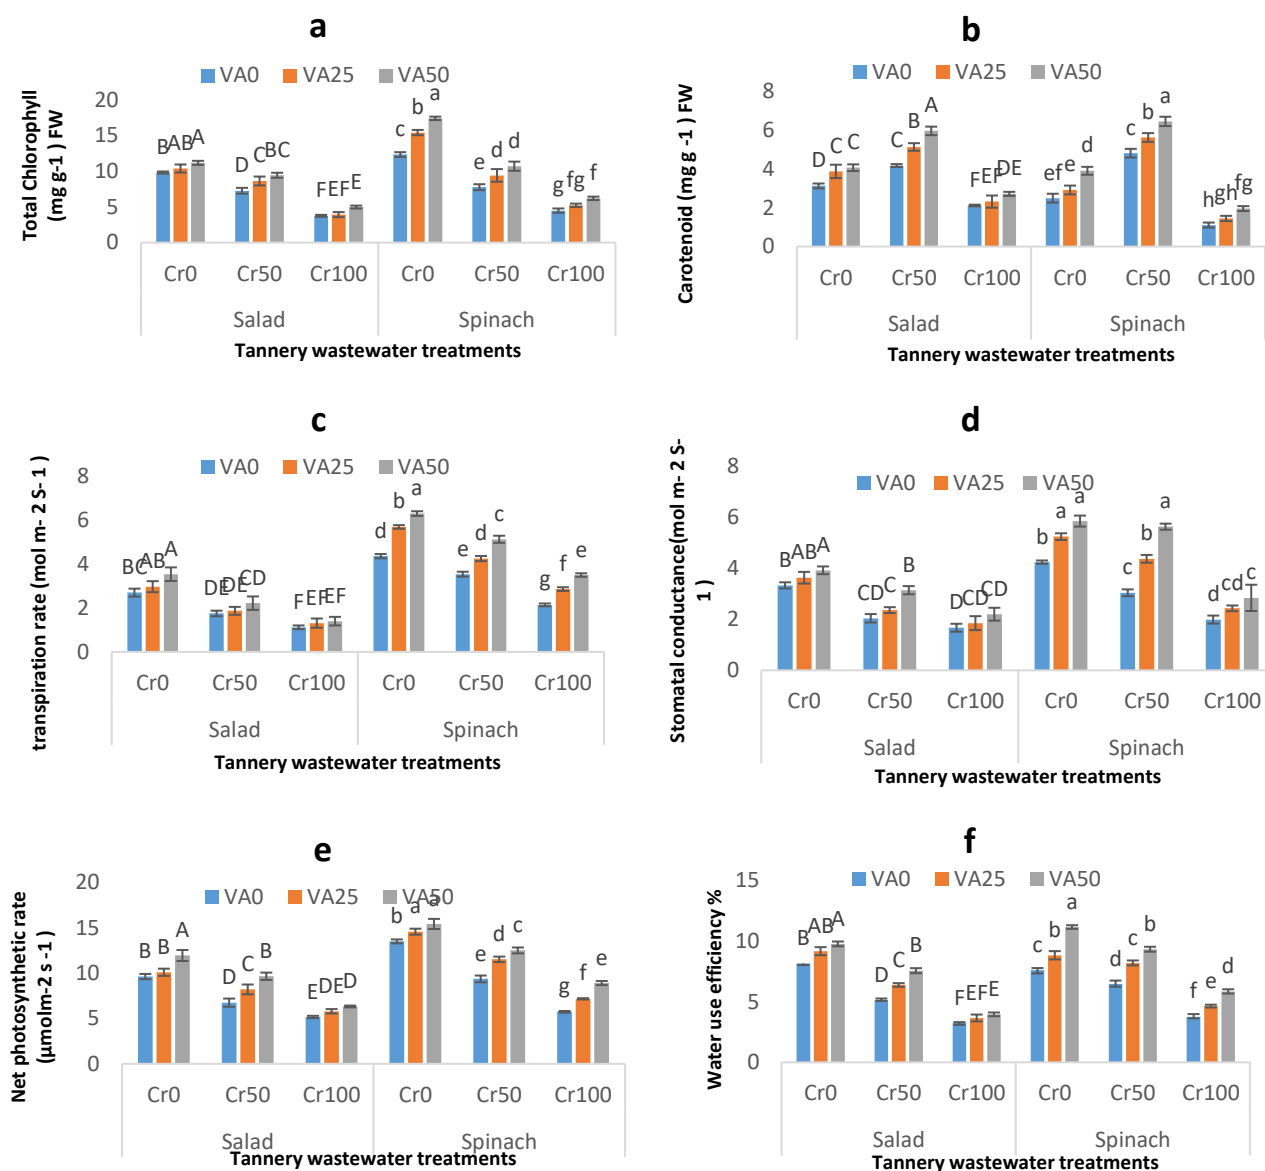 a
VA0 VA25 VA50
Total Chlorophyll
(mg g-1 ) FW
20
15
10
5
0
B AB A D C BC F EF E c b a e d d g fg f
Cr0 Cr50 Cr100 Cr0 Cr50 Cr100
Salad Spinach
Tannery wastewater treatments
b
VA0 VA25 VA50
Carotenoid (mg g -1 ) FW
8
6
4
2
0
D C C C B A F EF DE ef e d c b a h gh fg
Cr0 Cr50 Cr100 Cr0 Cr50 Cr100
Salad Spinach
Tannery wastewater treatments
c
VA0 VA25 VA50
transpiration rate (mol m- 2 S- 1 )
8
6
4
2
0
BC AB A DE DE CD F EF EF d b a e d c g f e
Cr0 Cr50 Cr100 Cr0 Cr50 Cr100
Salad Spinach
Tannery wastewater treatments
d
VA0 VA25 VA50
Stomatal conductance(mol m- 2 S-
1 )
8
6
4
2
0
B AB A CD C B D CD CD b a a c b a d cd c
Cr0 Cr50 Cr100 Cr0 Cr50 Cr100
Salad Spinach
Tannery wastewater treatments
e
VA0 VA25 VA50
Net photosynthetic rate
(µmolm-2 s -1 )
20
15
10
5
0
B B A D C B E DE D b a a e d c g f e
Cr0 Cr50 Cr100 Cr0 Cr50 Cr100
Salad Spinach
Tannery wastewater treatments
f
VA0 VA25 VA50
Water use efficiency %
15
10
5
0
B AB A D C B F EF E c b a d c b f e d
Cr0 Cr50 Cr100 Cr0 Cr50 Cr100
Salad Spinach
Tannery wastewater treatments